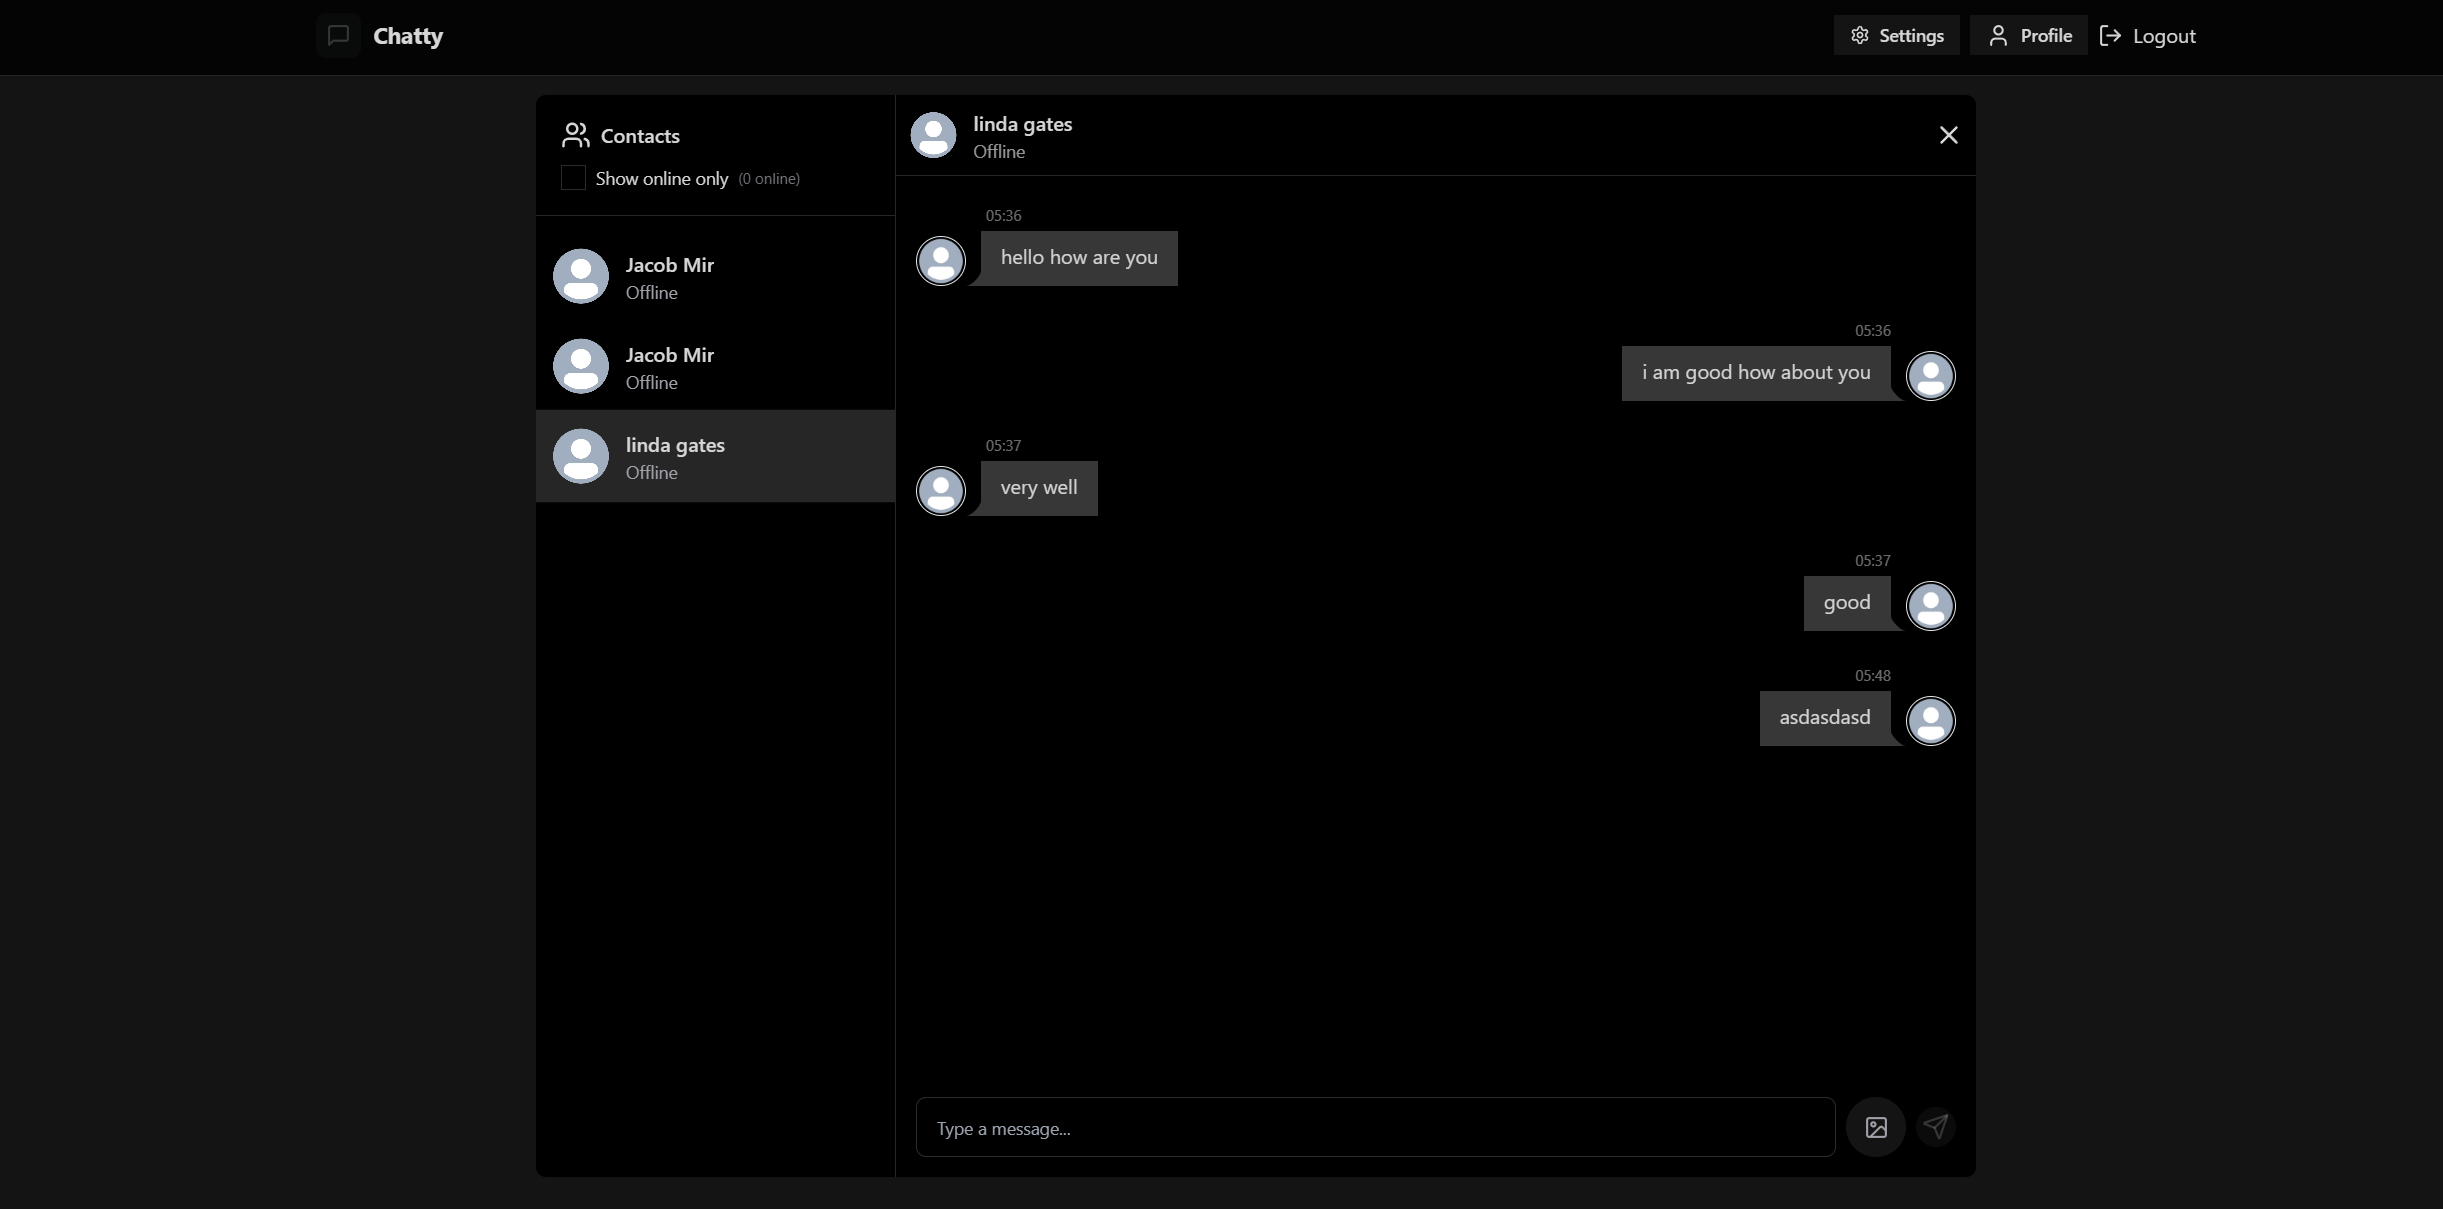 Chatty
Settings
Profile
Logout
Contacts
Show online only (0 online)
Jacob Mir
Offline
Jacob Mir
Offline
linda gates
Offline
linda gates
Offline
05:36
hello how are you
05:36
i am good how about you
05:37
very well
05:37
good
05:48
asdasdasd
Type a message...